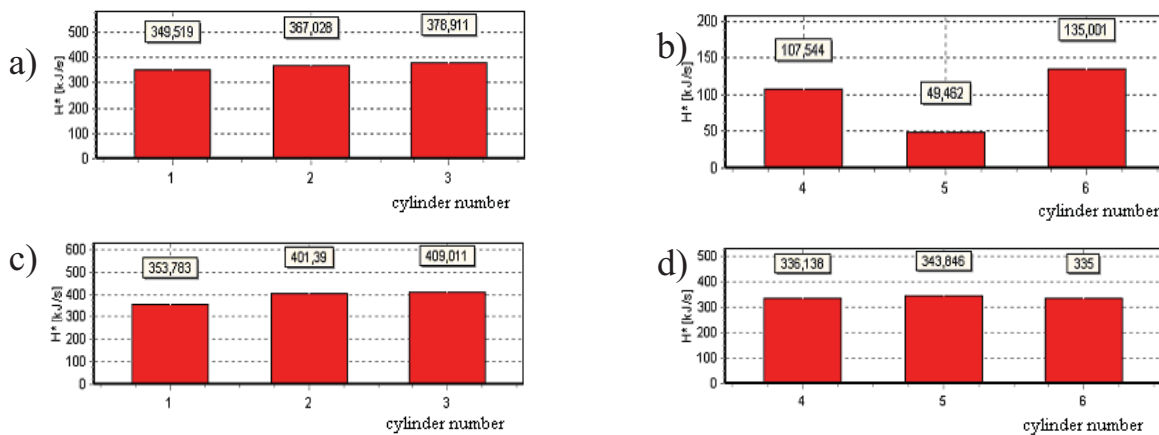 a)
349,519 367,028 378,911
500
400
300
200
100
0
H* [kJ/s]
1 2 3
cylinder number
b)
107,544 49,462 135,001
200
150
100
50
0
H* [kJ/s]
4 5 6
cylinder number
c)
353,783 401,39 409,011
600
500
400
300
200
100
0
H* [kJ/s]
1 2 3
cylinder number
d)
336,138 343,846 335
500
400
300
200
100
0
H* [kJ/s]
4 5 6
cylinder number